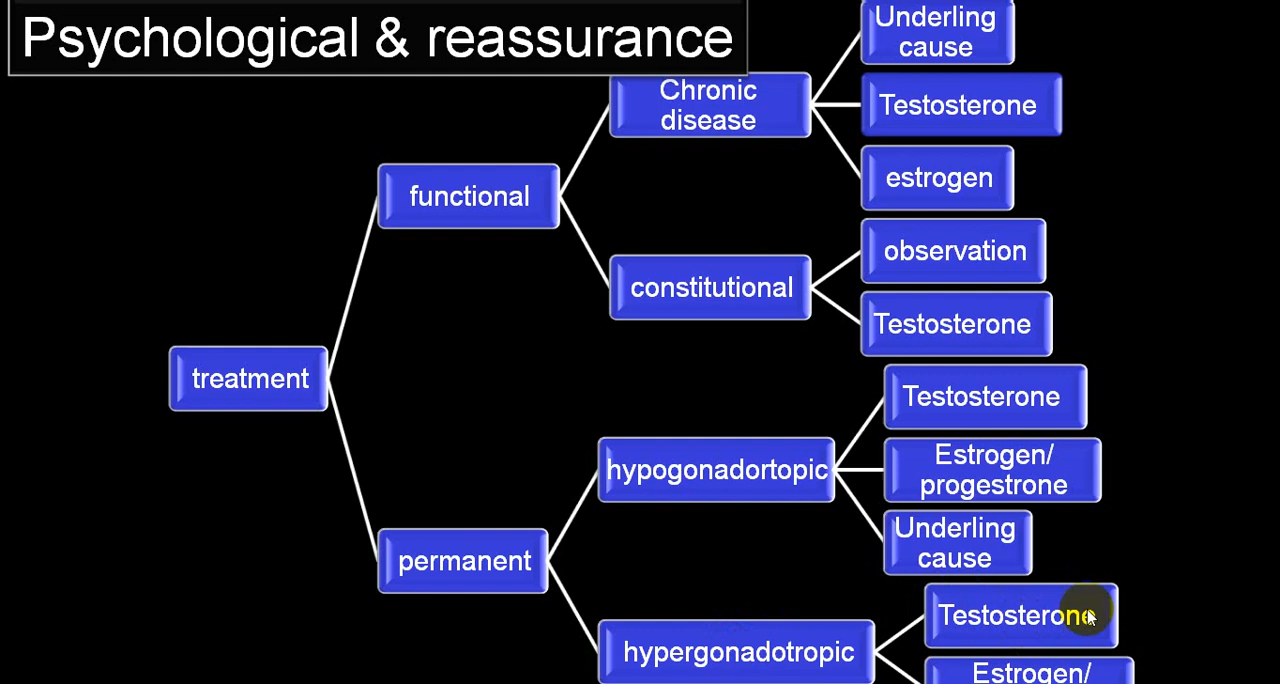 Psychological & reassurance
Underling
cause
Chronic
disease
Testosterone
estrogen
functional
observation
constitutional
Testosterone
treatment
Testosterone
hypogonadortopic
Estrogen/
progestrone
Underling
cause
permanent
Testosterone
hypergonadotropic
Estrogen/